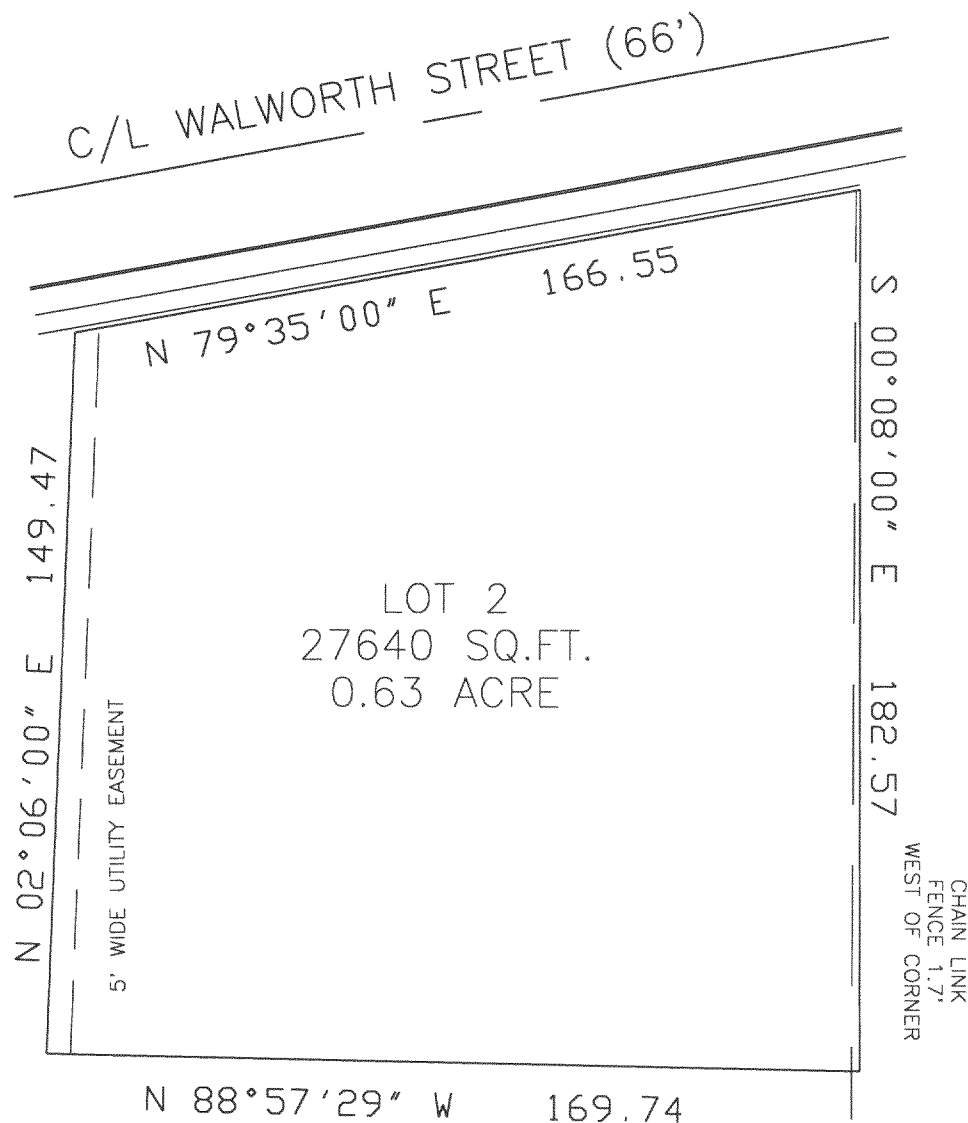 C/L WALWORTH STREET (66')
N 79°35'00" E 166.55
S 00°08'00" E 182.57
N 02°06'00" E 149.47
LOT 2
27640 SQ.FT.
0.63 ACRE
5' WIDE UTILITY EASEMENT
CHAIN LINK
FENCE 1.7'
WEST OF CORNER
N 88°57'29" W 169.74